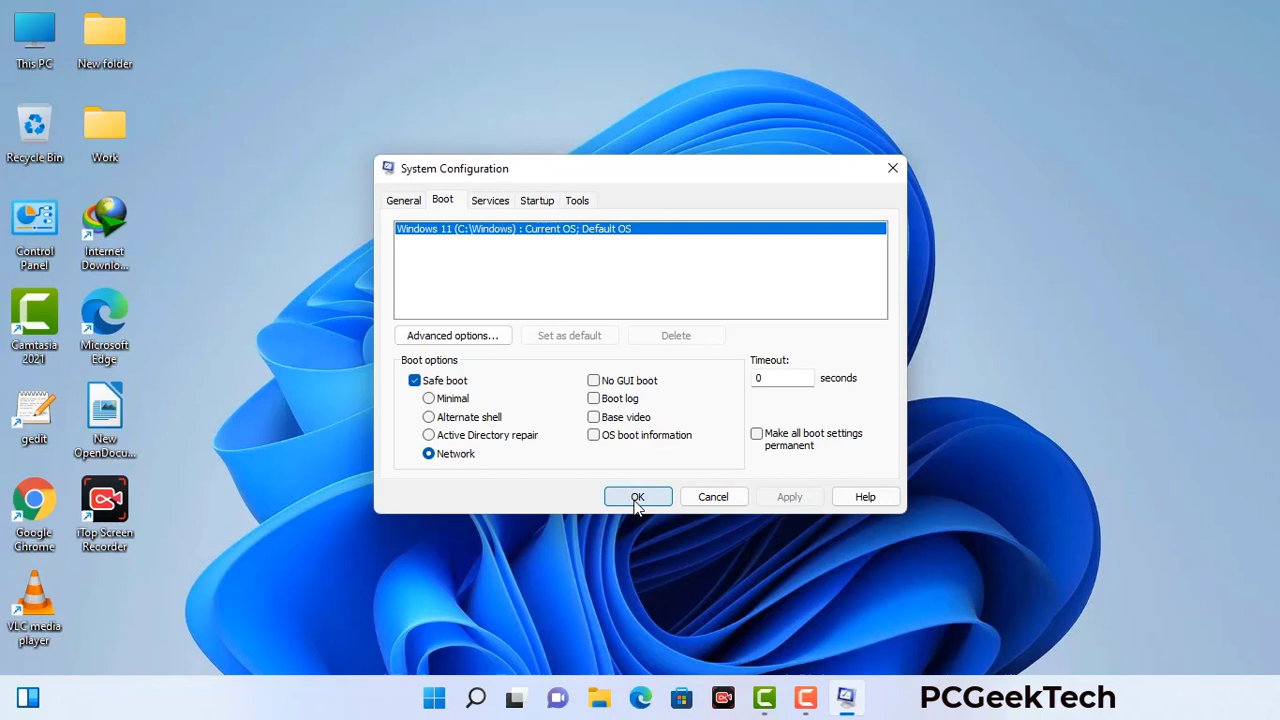 This PC
New folder
Recycle Bin
Work
Control
Panel
Internet
Downlo...
Camtasia
2021
Microsoft
Edge
gedit
New
OpenDocu...
Google
Chrome
iTop Screen
Recorder
VLC media
player
System Configuration
General
Boot
Services
Startup
Tools
Windows 11 (C:\Windows) : Current OS; Default OS
Advanced options...
Set as default
Delete
Boot options
Safe boot
Minimal
Alternate shell
Active Directory repair
Network
No GUI boot
Boot log
Base video
OS boot information
Timeout:
0 seconds
Make all boot settings
permanent
OK
Cancel
Apply
Help
PCGeekTech